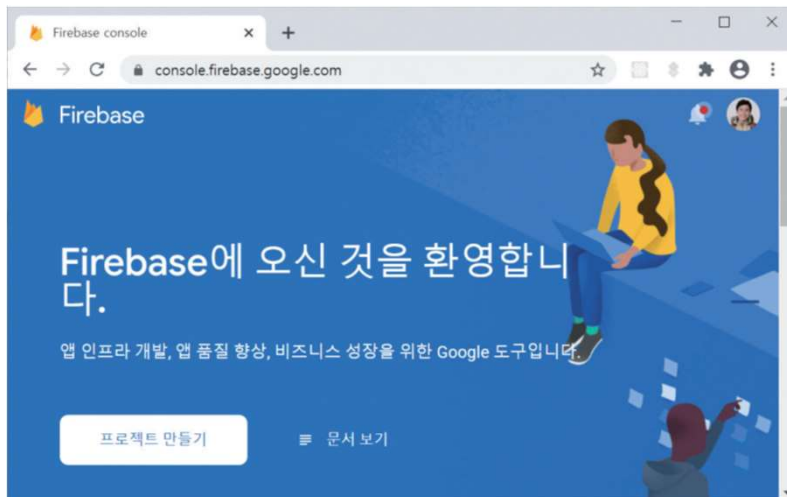 Firebase console
console.firebase.google.com
Firebase
Firebase에 오신 것을 환영합니
다.
앱 인프라 개발, 앱 품질 향상, 비즈니스 성장을 위한 Google 도구입니다.
프로젝트 만들기
문서 보기